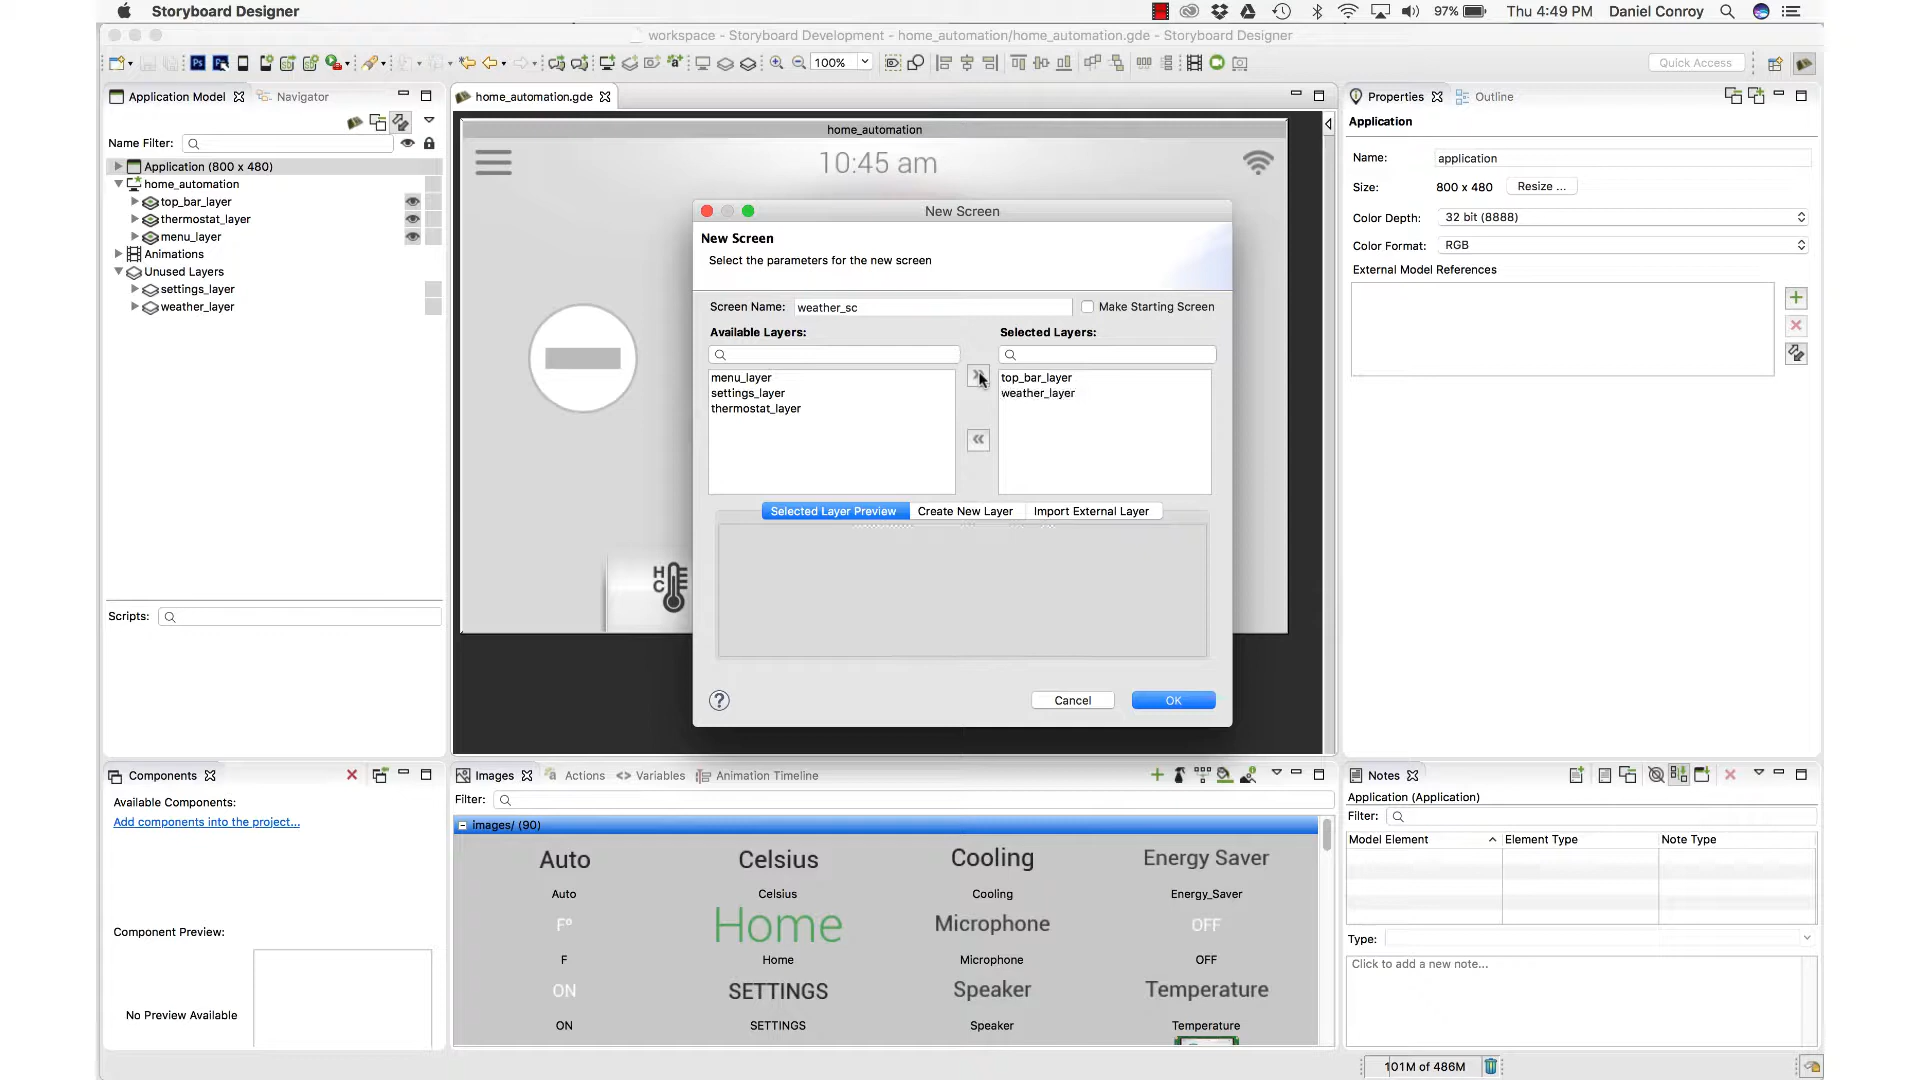 Storyboard Designer
97%
Thu 4:49 PM
Daniel Conroy
workspace - Storyboard Development - home_automation/home_automation.gde - Storyboard Designer
100%
Quick Access
Application Model
Navigator
Name Filter:
Application (800 x 480)
home_automation
top_bar_layer
thermostat_layer
menu_layer
Animations
Unused Layers
settings_layer
weather_layer
Scripts:
home_automation.gde
home_automation
10:45 am
H
C
New Screen
New Screen
Select the parameters for the new screen
Screen Name: weather_sc
Make Starting Screen
Available Layers:
Selected Layers:
menu_layer
settings_layer
thermostat_layer
top_bar_layer
weather_layer
Selected Layer Preview
Create New Layer
Import External Layer
?
Cancel
OK
Properties
Outline
Application
Name: application
Size: 800 x 480
Resize ...
Color Depth: 32 bit (8888)
Color Format: RGB
External Model References
Components
Available Components:
Add components into the project...
Component Preview:
No Preview Available
Images
Actions
Variables
Animation Timeline
Filter:
images/ (90)
Auto
Celsius
Cooling
Energy Saver
Auto
Celsius
Cooling
Energy_Saver
Fº
Home
Microphone
OFF
F
Home
Microphone
OFF
ON
SETTINGS
Speaker
Temperature
ON
SETTINGS
Speaker
Temperature
Notes
Application (Application)
Filter:
Model Element
Element Type
Note Type
Type:
Click to add a new note...
101M of 486M